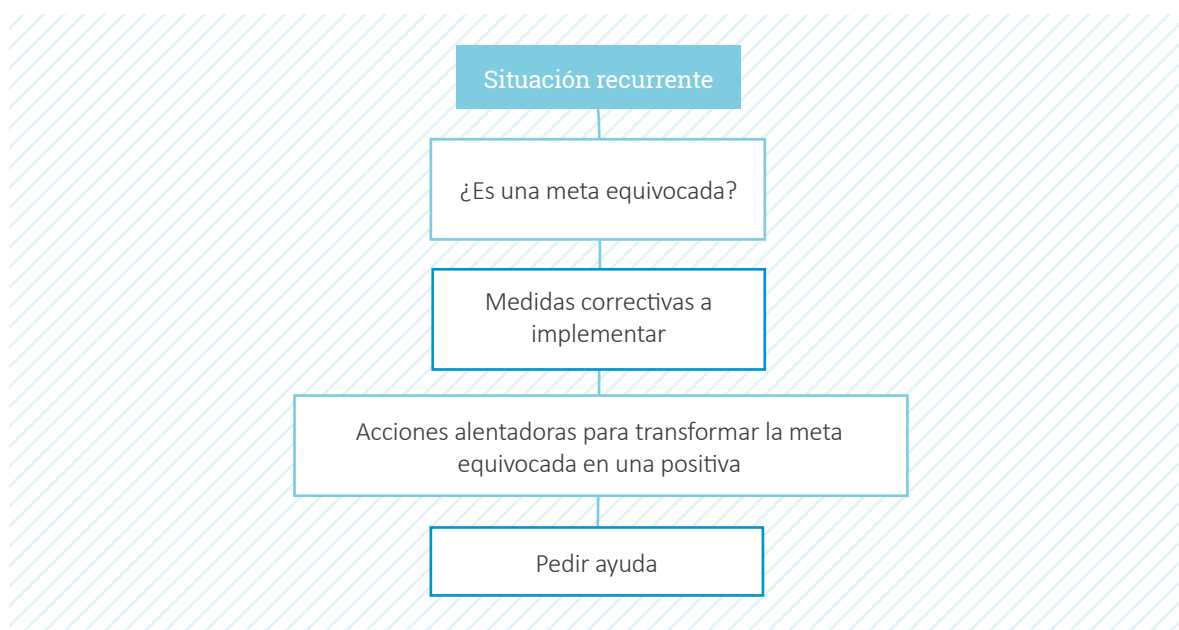 Situación recurrente
¿Es una meta equivocada?
Medidas correctivas a
implementar
Acciones alentadoras para transformar la meta
equivocada en una positiva
Pedir ayuda